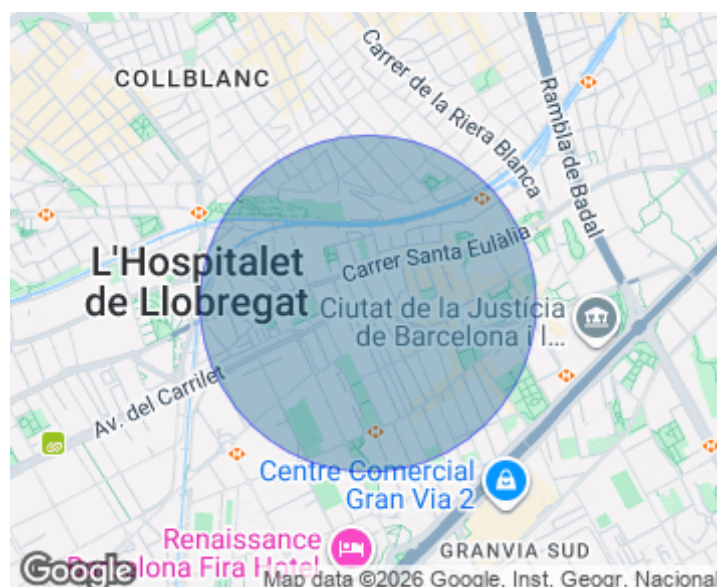 COLLBLANC
Carrer de la Riera Blanca
Rambla de Badal
L'Hospitalet
de Llobregat
Carrer Santa Eulàlia
Ciutat de la Justícia
de Barcelona i l...
Av. del Carrilet
Centre Comercial
Gran Via 2
Renaissance
Barcelona Fira Hotel
GRANVIA SUD
Google
Map data ©2026 Google, Inst. Geogr. Nacional